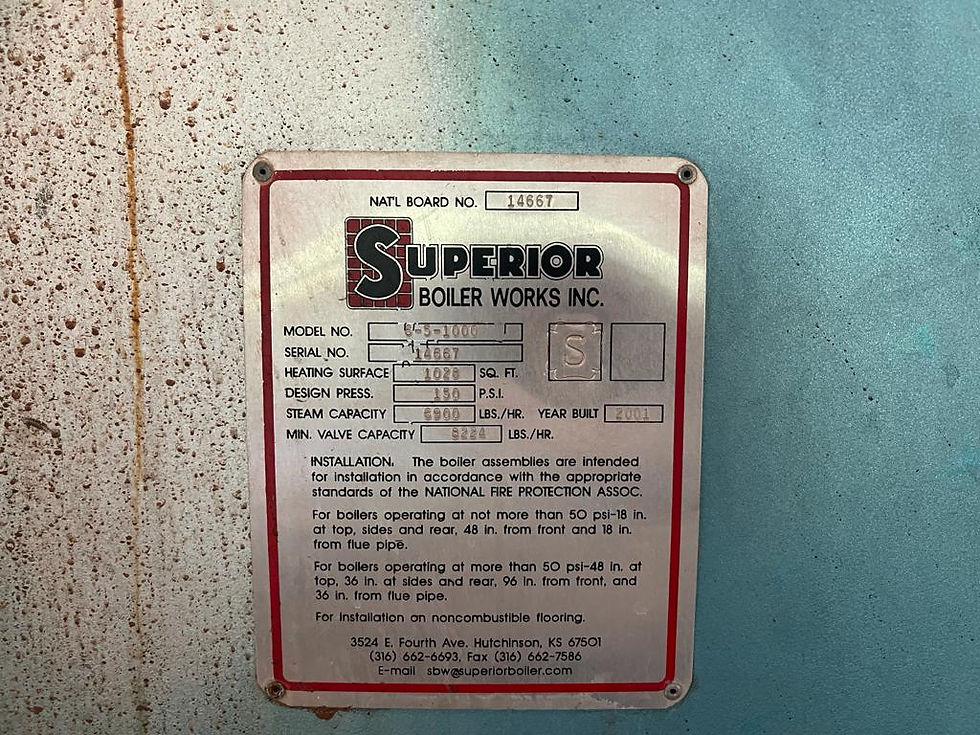 NAT'L BOARD NO. 14667
SUPERIOR
BOILER WORKS INC.
MODEL NO. -5-1000
SERIAL NO. 14667
HEATING SURFACE 1028 SQ. FT.
S
DESIGN PRESS. 150 P.S.I.
STEAM CAPACITY 6900 LBS./HR. YEAR BUILT 2001
MIN. VALVE CAPACITY 8224 LBS./HR.
INSTALLATION. The boiler assemblies are intended
for installation in accordance with the appropriate
standards of the NATIONAL FIRE PROTECTION ASSOC.
For boilers operating at not more than 50 psi-18 in.
at top, sides and rear, 48 in. from front and 18 in.
from flue pipe.
For boilers operating at more than 50 psi-48 in. at
top, 36 in. at sides and rear, 96 in. from front, and
36 in. from flue pipe.
For installation on noncombustible flooring.
3524 E. Fourth Ave. Hutchinson, KS 67501
(316) 662-6693, Fax (316) 662-7586
E-mail sbw@superiorboiler.com